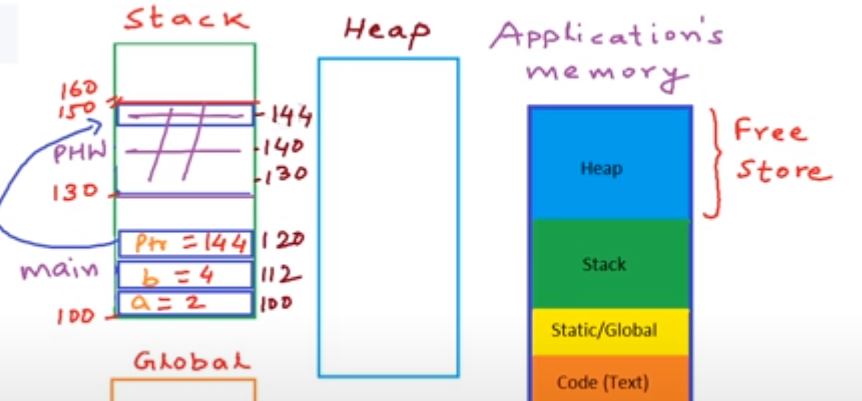 Stack
Heap
Application's
memory
160
150
144
PHW
140
130
130
Ptr = 144
120
main
b = 4
112
a = 2
100
100
Global
Heap
Free
Store
Stack
Static/Global
Code (Text)